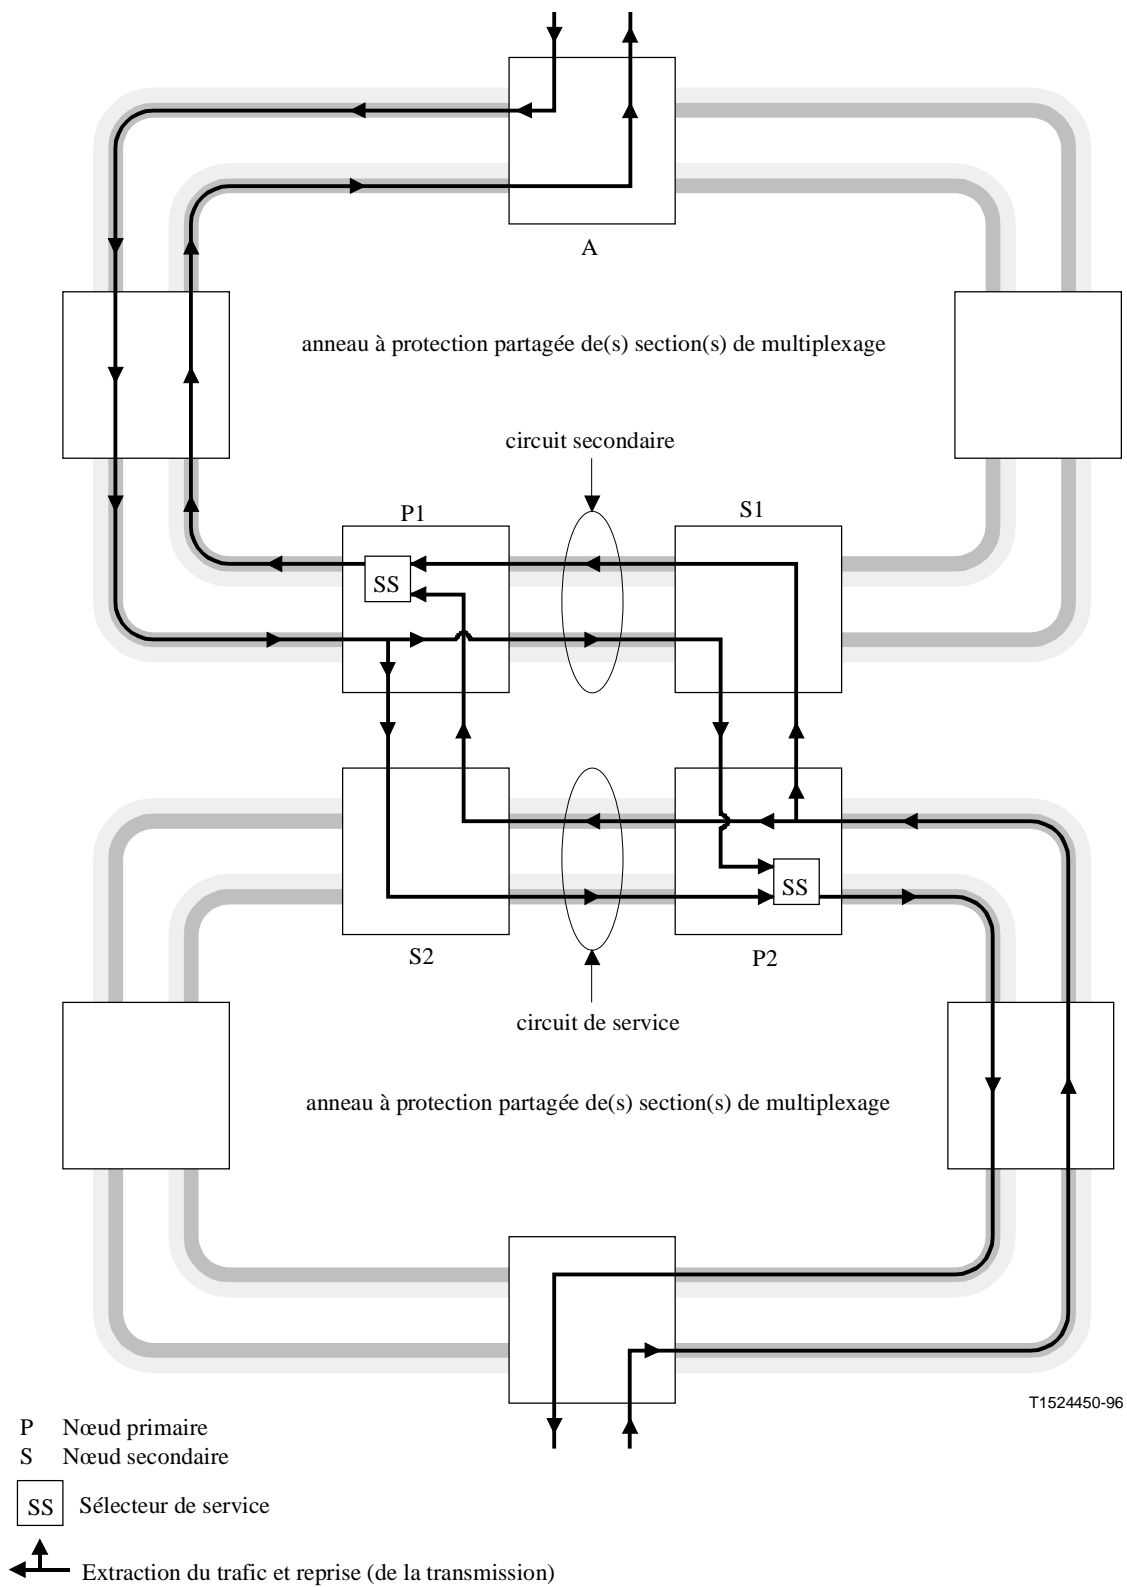 A
anneau à protection partagée de(s) section(s) de multiplexage
circuit secondaire
P1
S1
SS
SS
S2
P2
circuit de service
anneau à protection partagée de(s) section(s) de multiplexage
T1524450-96
P Nœud primaire
S Nœud secondaire
SS Sélecteur de service
Extraction du trafic et reprise (de la transmission)